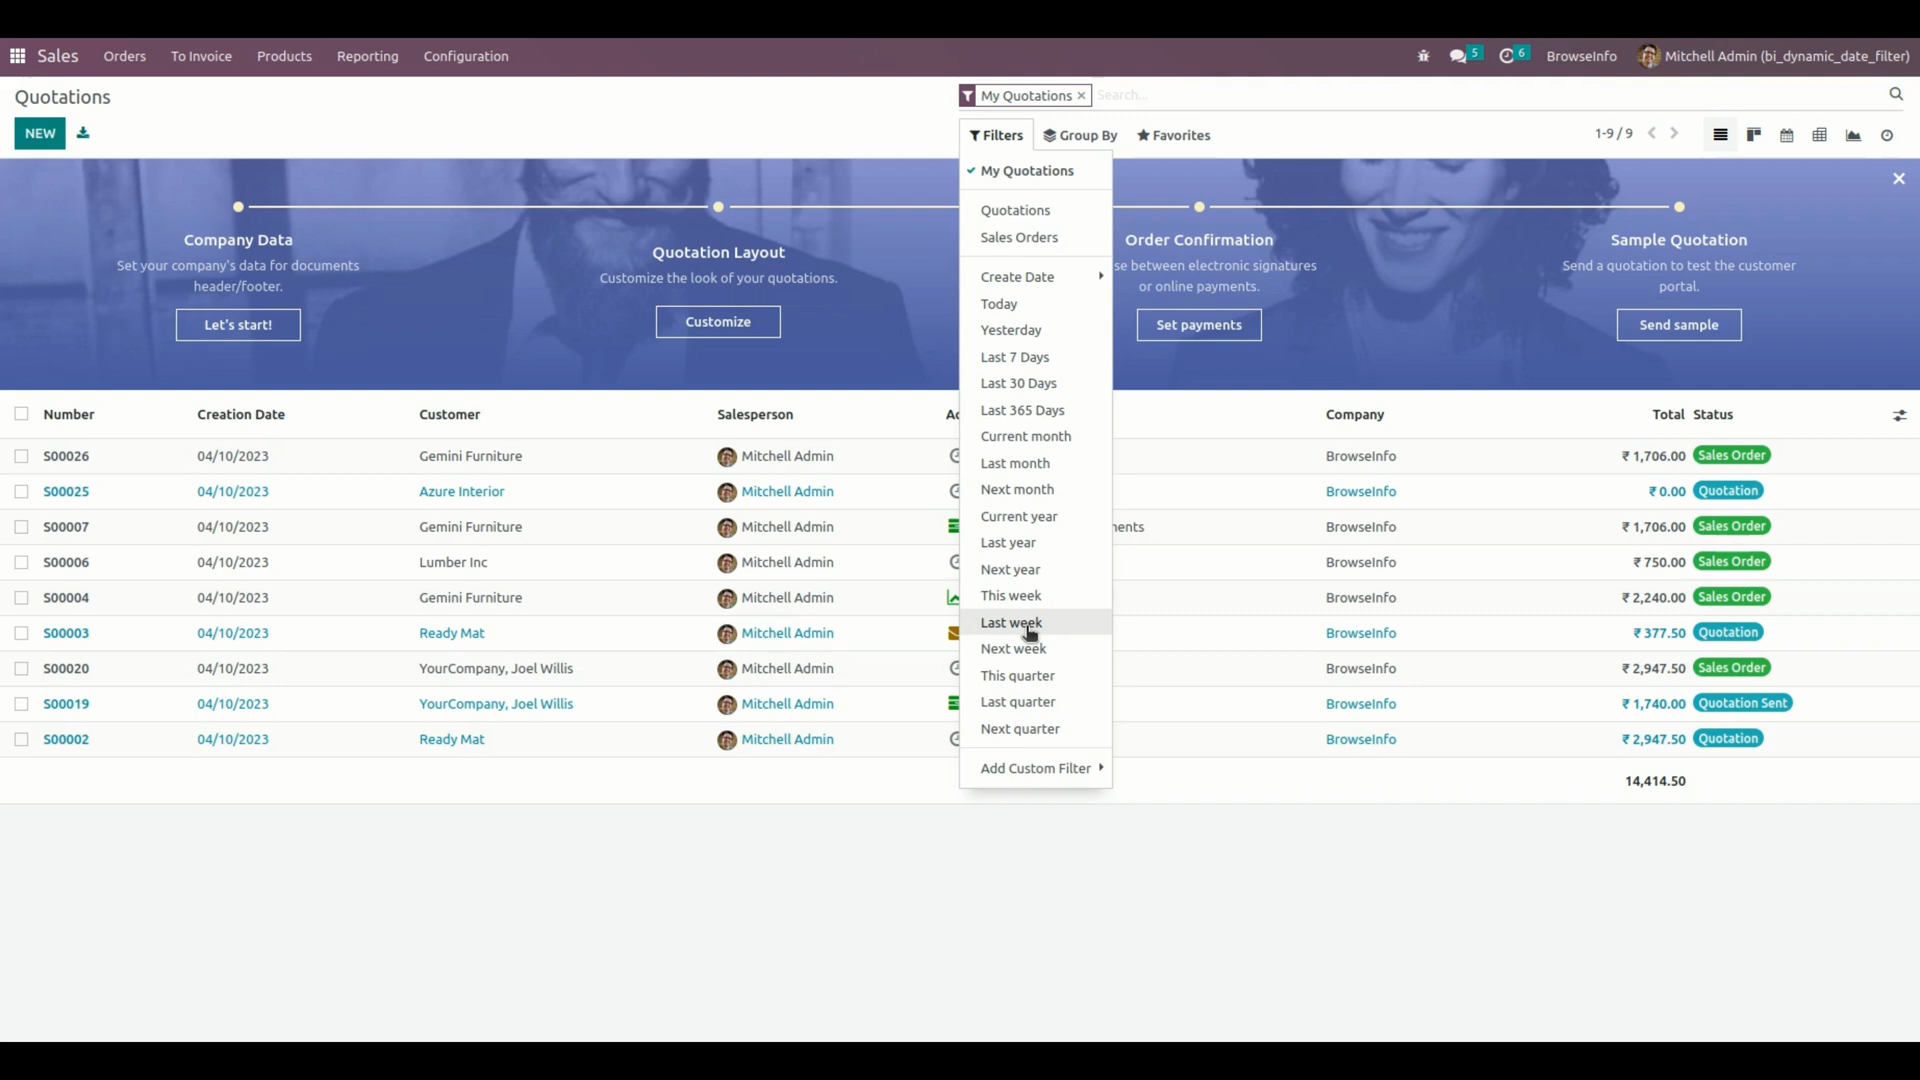 Sales Orders To Invoice Products Reporting Configuration 5 6 BrowseInfo Mitchell Admin (bi_dynamic_date_filter)
Quotations
My Quotations × Search...
NEW
Filters Group By Favorites 1-9 / 9
My Quotations
Quotations
Sales Orders
Create Date
Today
Yesterday
Last 7 Days
Last 30 Days
Last 365 Days
Current month
Last month
Next month
Current year
Last year
Next year
This week
Last week
Next week
This quarter
Last quarter
Next quarter
Add Custom Filter
Company Data
Set your company's data for documents
header/footer.
Let's start!
Quotation Layout
Customize the look of your quotations.
Customize
Order Confirmation
se between electronic signatures
or online payments.
Set payments
Sample Quotation
Send a quotation to test the customer
portal.
Send sample
Number Creation Date Customer Salesperson Ac Company Total Status
S00026 04/10/2023 Gemini Furniture Mitchell Admin BrowseInfo ₹ 1,706.00 Sales Order
S00025 04/10/2023 Azure Interior Mitchell Admin BrowseInfo ₹ 0.00 Quotation
S00007 04/10/2023 Gemini Furniture Mitchell Admin nents BrowseInfo ₹ 1,706.00 Sales Order
S00006 04/10/2023 Lumber Inc Mitchell Admin BrowseInfo ₹ 750.00 Sales Order
S00004 04/10/2023 Gemini Furniture Mitchell Admin BrowseInfo ₹ 2,240.00 Sales Order
S00003 04/10/2023 Ready Mat Mitchell Admin BrowseInfo ₹ 377.50 Quotation
S00020 04/10/2023 YourCompany, Joel Willis Mitchell Admin BrowseInfo ₹ 2,947.50 Sales Order
S00019 04/10/2023 YourCompany, Joel Willis Mitchell Admin BrowseInfo ₹ 1,740.00 Quotation Sent
S00002 04/10/2023 Ready Mat Mitchell Admin BrowseInfo ₹ 2,947.50 Quotation
14,414.50